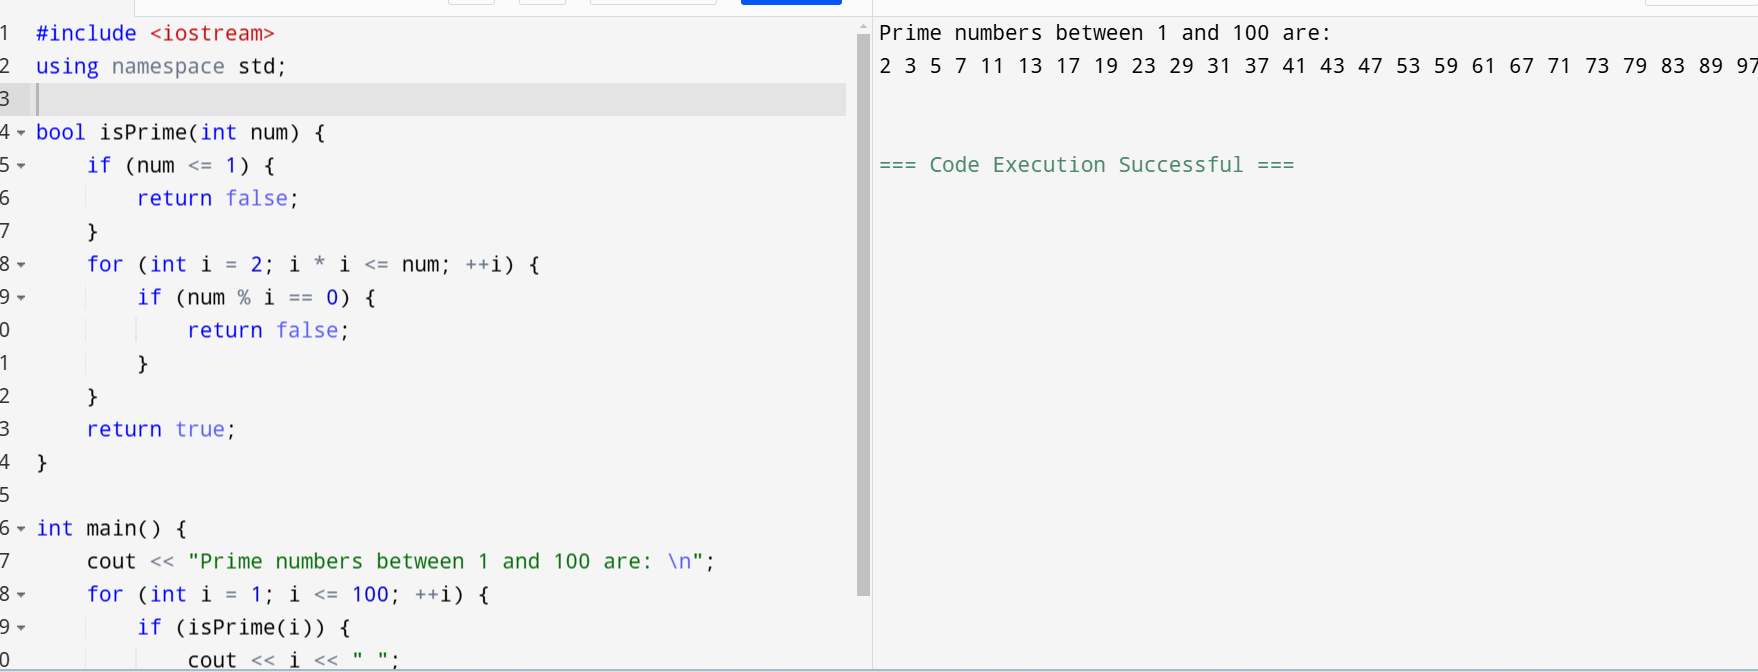 1 #include <iostream>
2 using namespace std;
3
4 bool isPrime(int num) {
5     if (num <= 1) {
6         return false;
7     }
8     for (int i = 2; i * i <= num; ++i) {
9         if (num % i == 0) {
0             return false;
1         }
2     }
3     return true;
4 }
5
6 int main() {
7     cout << "Prime numbers between 1 and 100 are: \n";
8     for (int i = 1; i <= 100; ++i) {
9         if (isPrime(i)) {
0             cout << i << " ";
Prime numbers between 1 and 100 are:
2 3 5 7 11 13 17 19 23 29 31 37 41 43 47 53 59 61 67 71 73 79 83 89 97
=== Code Execution Successful ===